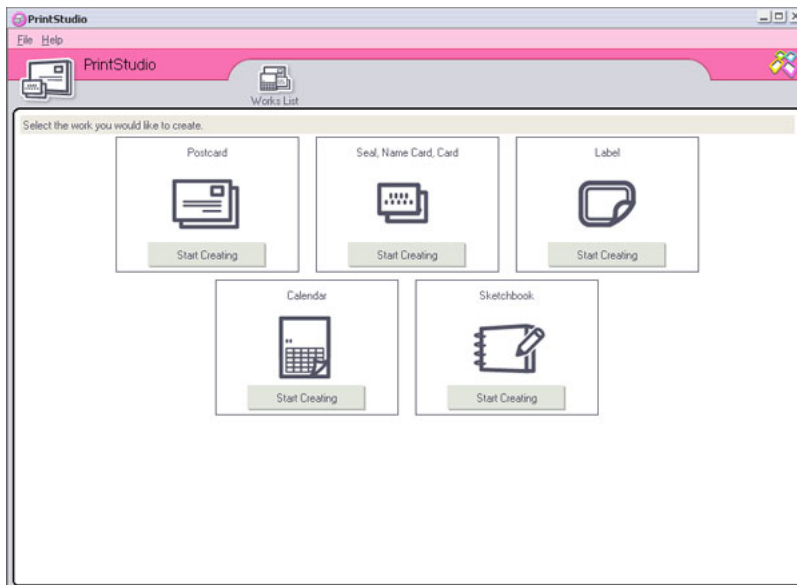 PrintStudio
File Help
PrintStudio
Works List
Select the work you would like to create.
Postcard
Start Creating
Seal, Name Card, Card
Start Creating
Label
Start Creating
Calendar
Start Creating
Sketchbook
Start Creating